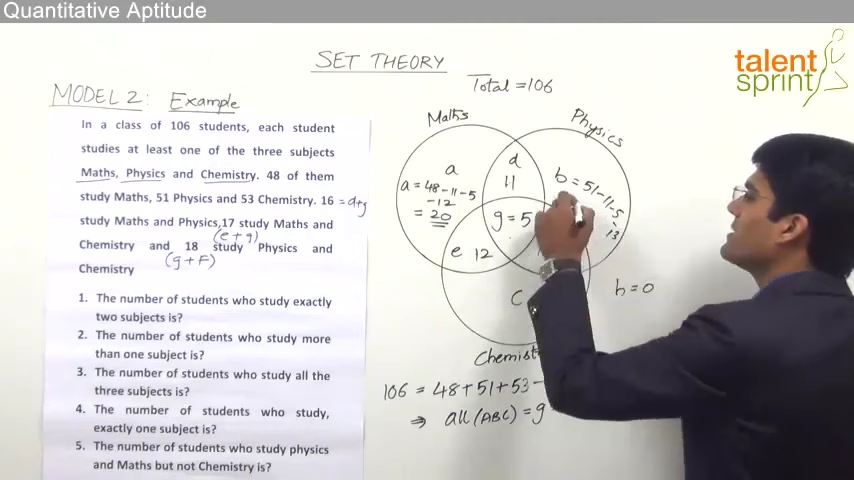 Quantitative Aptitude
SET THEORY
talent
sprint
Total = 106
MODEL 2: Example
In a class of 106 students, each student
studies at least one of the three subjects
Maths, Physics and Chemistry. 48 of them
study Maths, 51 Physics and 53 Chemistry. 16 = d+g
study Maths and Physics,17 study Maths and
(e+g)
Chemistry and 18 study Physics and
(g+F)
Chemistry
1. The number of students who study exactly
two subjects is?
2. The number of students who study more
than one subject is?
3. The number of students who study all the
three subjects is?
4. The number of students who study,
exactly one subject is?
5. The number of students who study physics
and Maths but not Chemistry is?
Maths
Physics
a
a = 48-11-5
-12
= 20
d
11
b = 51-11-5
-13
g = 5
e 12
C
h = 0
106 = 48+51+53-
⇒ all (ABC) = g